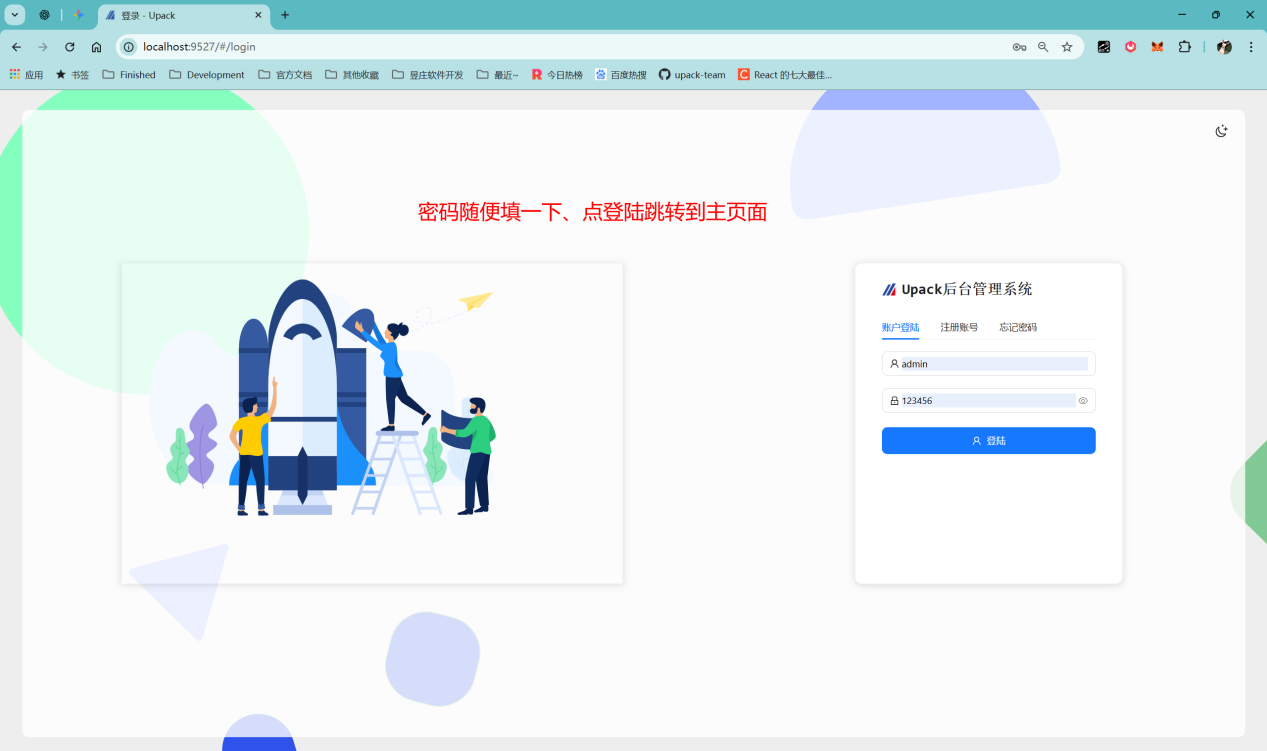 登录 - Upack
localhost:9527/#/login
应用 书签 Finished Development 官方文档 其他收藏 昱庄软件开发 最近~ 今日热榜 百度热搜 upack-team React 的七大最佳...
密码随便填一下、点登陆跳转到主页面
Upack后台管理系统
账户登陆 注册账号 忘记密码
admin
123456
登陆